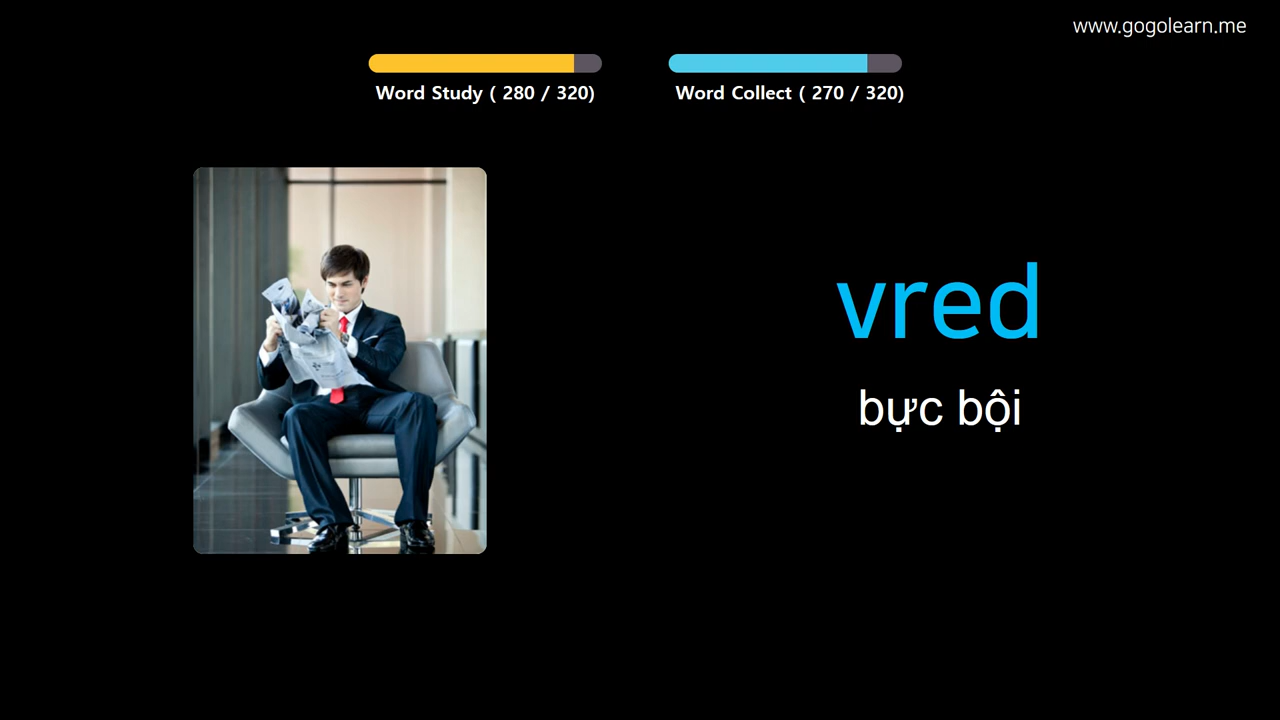 www.gogolearn.me
Word Study ( 280 / 320)
Word Collect ( 270 / 320)
vred
bực bội